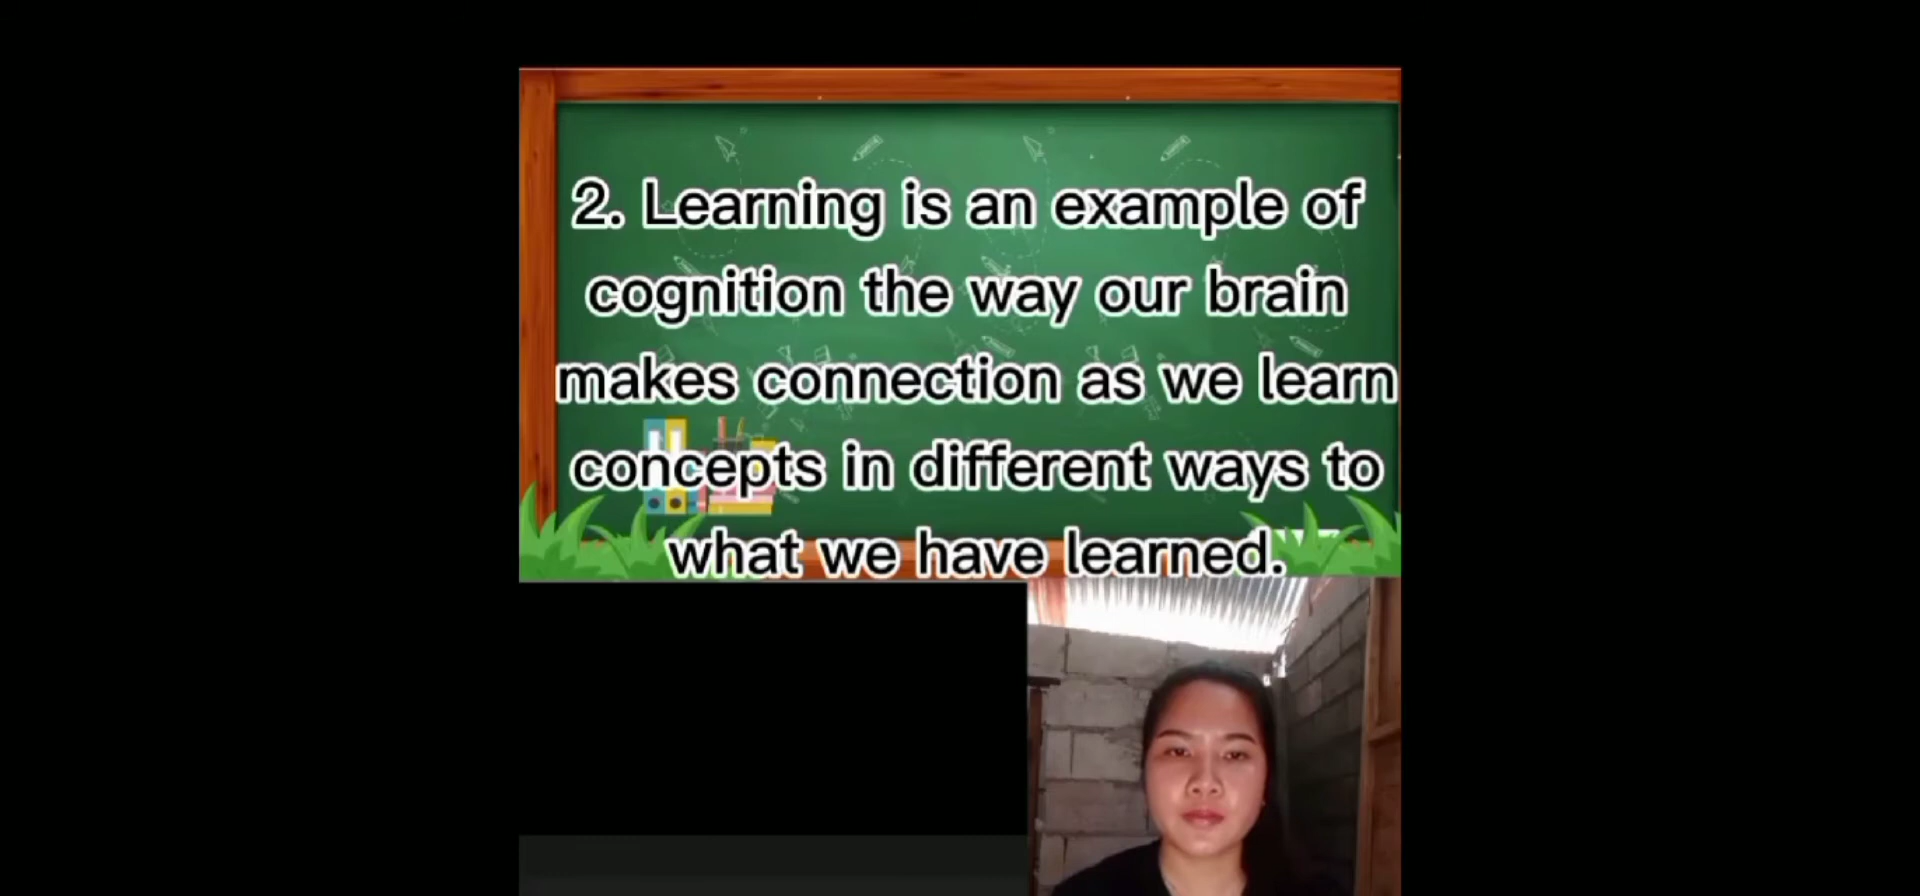 2. Learning is an example of
cognition the way our brain
makes connection as we learn
concepts in different ways to
what we have learned.